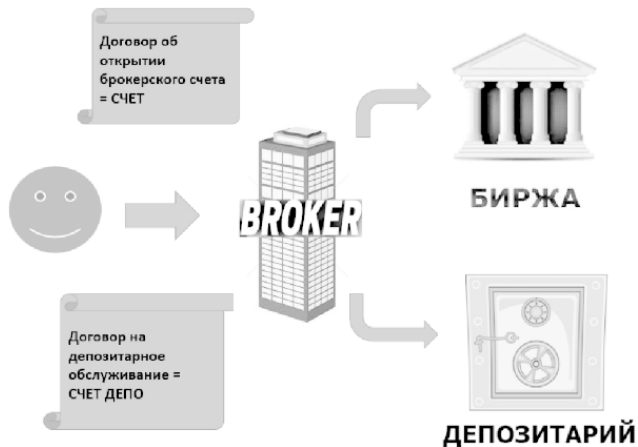 Договор об
открытии
брокерского счета
= СЧЕТ
BROKER
БИРЖА
Договор на
депозитарное
обслуживание =
СЧЕТ ДЕПО
ДЕПОЗИТАРИЙ